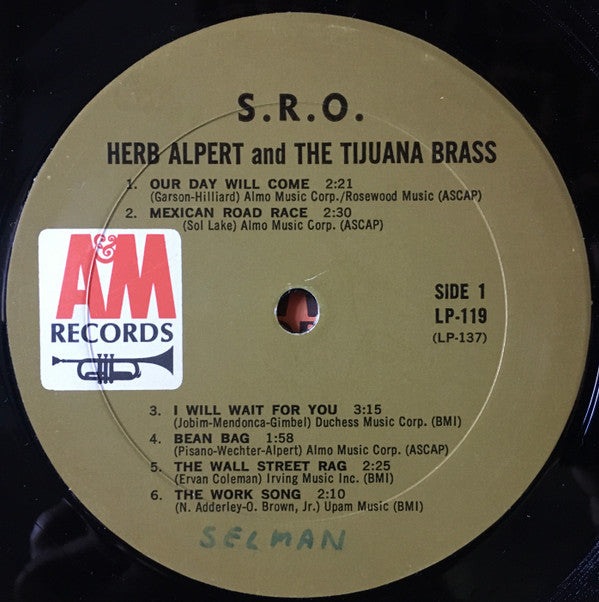 S.R.O.
HERB ALPERT and THE TIJUANA BRASS
1. OUR DAY WILL COME 2:21
(Garson-Hilliard) Almo Music Corp./Rosewood Music (ASCAP)
2. MEXICAN ROAD RACE 2:30
(Sol Lake) Almo Music Corp. (ASCAP)
A&M
RECORDS
SIDE 1
LP-119
(LP-137)
3. I WILL WAIT FOR YOU 3:15
(Jobim-Mendonca-Gimbel) Duchess Music Corp. (BMI)
4. BEAN BAG 1:58
(Pisano-Wechter-Alpert) Almo Music Corp. (ASCAP)
5. THE WALL STREET RAG 2:25
(Ervan Coleman) Irving Music Inc. (BMI)
6. THE WORK SONG 2:10
(N. Adderley-O. Brown, Jr.) Upam Music (BMI)
SELMAN